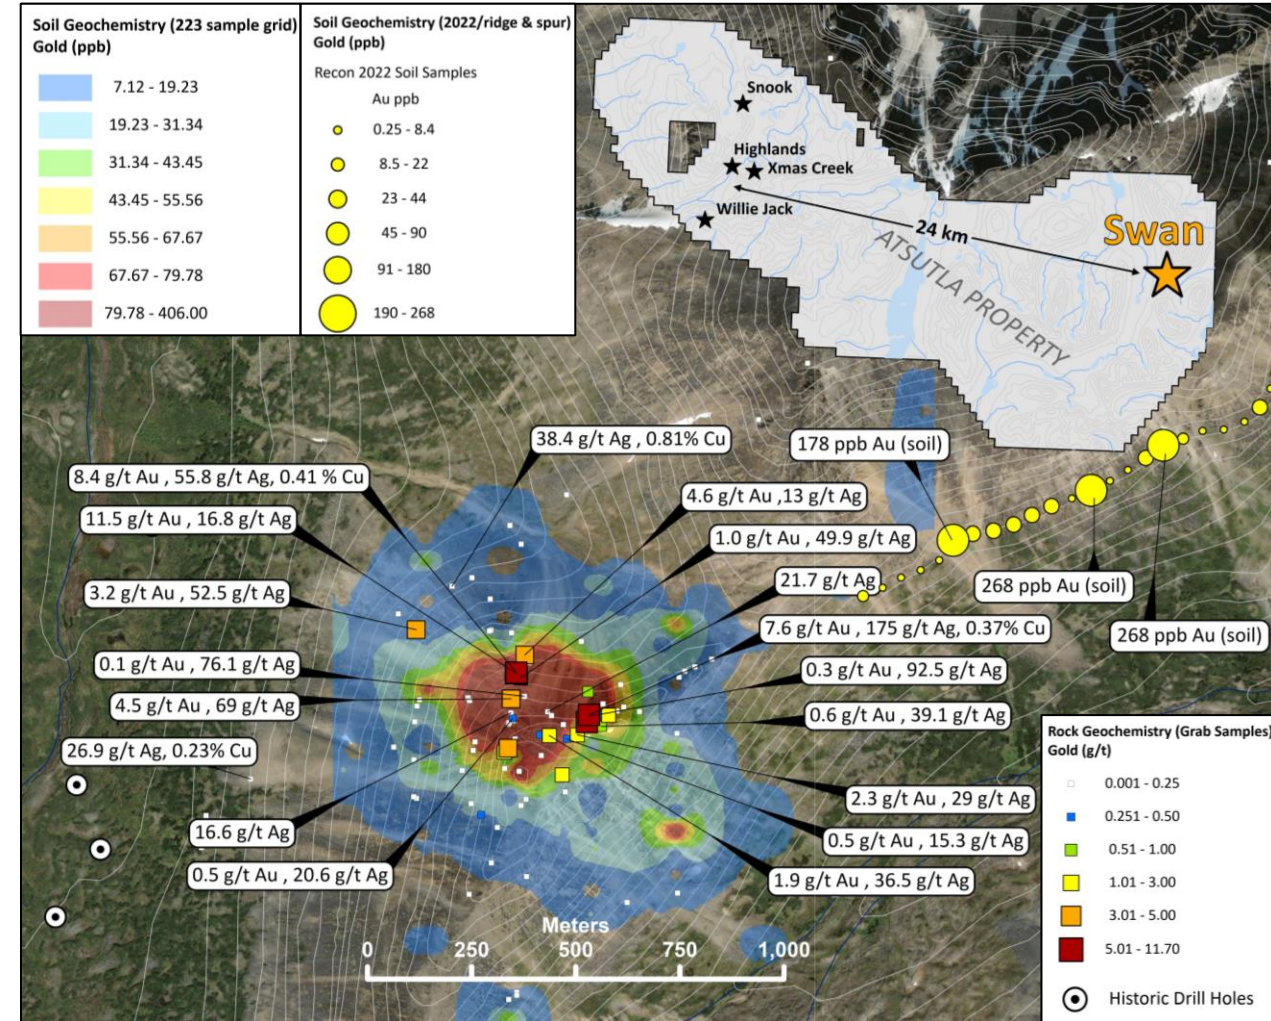 Soil Geochemistry (223 sample grid)
Gold (ppb)
7.12 - 19.23
19.23 - 31.34
31.34 - 43.45
43.45 - 55.56
55.56 - 67.67
67.67 - 79.78
79.78 - 406.00
Soil Geochemistry (2022/ridge & spur)
Gold (ppb)
Recon 2022 Soil Samples
Au ppb
0.25 - 8.4
8.5 - 22
23 - 44
45 - 90
91 - 180
190 - 268
Snook
Highlands
Xmas Creek
Willie Jack
24 km
Swan
ATSUTLA PROPERTY
38.4 g/t Ag , 0.81% Cu
178 ppb Au (soil)
8.4 g/t Au , 55.8 g/t Ag, 0.41 % Cu
4.6 g/t Au ,13 g/t Ag
11.5 g/t Au , 16.8 g/t Ag
1.0 g/t Au , 49.9 g/t Ag
21.7 g/t Ag
268 ppb Au (soil)
3.2 g/t Au , 52.5 g/t Ag
7.6 g/t Au , 175 g/t Ag, 0.37% Cu
268 ppb Au (soil)
0.1 g/t Au , 76.1 g/t Ag
0.3 g/t Au , 92.5 g/t Ag
4.5 g/t Au , 69 g/t Ag
0.6 g/t Au , 39.1 g/t Ag
26.9 g/t Ag, 0.23% Cu
2.3 g/t Au , 29 g/t Ag
16.6 g/t Ag
0.5 g/t Au , 15.3 g/t Ag
0.5 g/t Au , 20.6 g/t Ag
1.9 g/t Au , 36.5 g/t Ag
Meters
0 250 500 750 1,000
Rock Geochemistry (Grab Samples)
Gold (g/t)
0.001 - 0.25
0.251 - 0.50
0.51 - 1.00
1.01 - 3.00
3.01 - 5.00
5.01 - 11.70
Historic Drill Holes